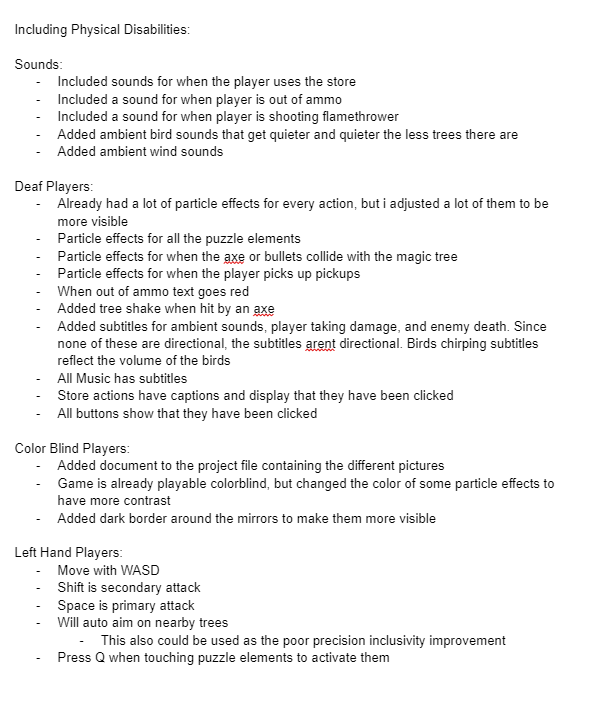 Including Physical Disabilities:
Sounds:
- Included sounds for when the player uses the store
- Included a sound for when player is out of ammo
- Included a sound for when player is shooting flamethrower
- Added ambient bird sounds that get quieter and quieter the less trees there are
- Added ambient wind sounds
Deaf Players:
- Already had a lot of particle effects for every action, but i adjusted a lot of them to be
more visible
- Particle effects for all the puzzle elements
- Particle effects for when the axe or bullets collide with the magic tree
- Particle effects for when the player picks up pickups
- When out of ammo text goes red
- Added tree shake when hit by an axe
- Added subtitles for ambient sounds, player taking damage, and enemy death. Since
none of these are directional, the subtitles arent directional. Birds chirping subtitles
reflect the volume of the birds
- All Music has subtitles
- Store actions have captions and display that they have been clicked
- All buttons show that they have been clicked
Color Blind Players:
- Added document to the project file containing the different pictures
- Game is already playable colorblind, but changed the color of some particle effects to
have more contrast
- Added dark border around the mirrors to make them more visible
Left Hand Players:
- Move with WASD
- Shift is secondary attack
- Space is primary attack
- Will auto aim on nearby trees
- This also could be used as the poor precision inclusivity improvement
- Press Q when touching puzzle elements to activate them